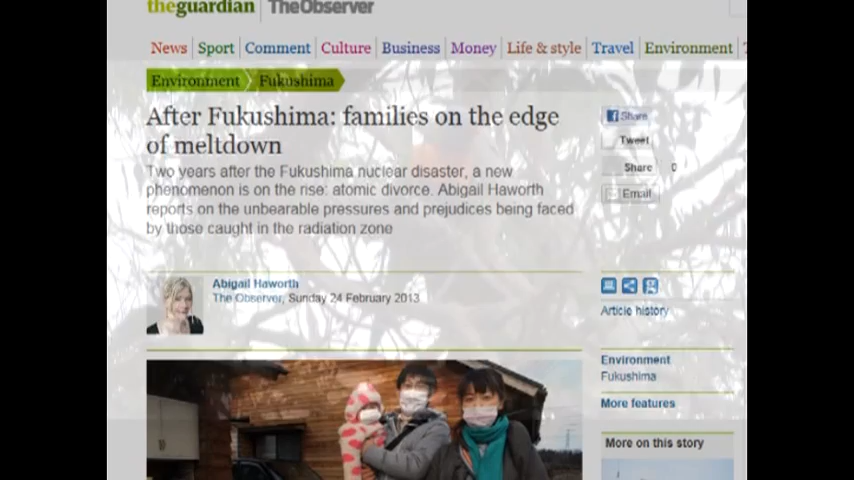 theguardian TheObserver
News Sport Comment Culture Business Money Life & style Travel Environment
Environment Fukushima
After Fukushima: families on the edge
of meltdown
Two years after the Fukushima nuclear disaster, a new
phenomenon is on the rise: atomic divorce. Abigail Haworth
reports on the unbearable pressures and prejudices being faced
by those caught in the radiation zone
Share
Tweet
Share 0
Email
Abigail Haworth
The Observer, Sunday 24 February 2013
Article history
Environment
Fukushima
More features
More on this story